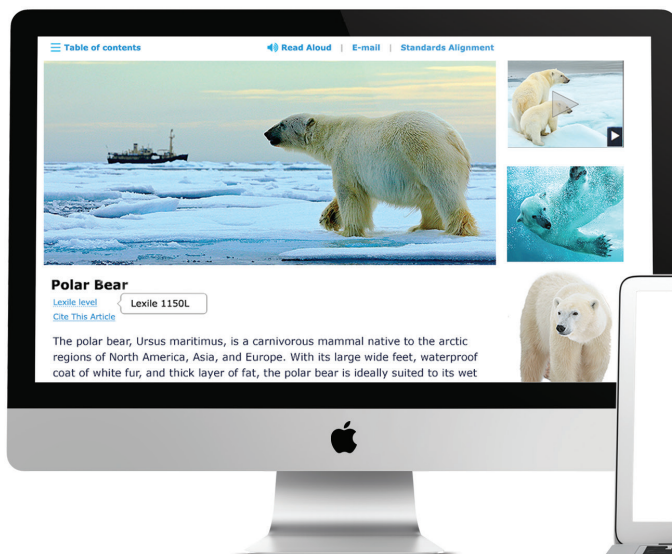 Table of contents
Read Aloud | E-mail | Standards Alignment
Polar Bear
Lexile level
Lexile 1150L
Cite This Article
The polar bear, Ursus maritimus, is a carnivorous mammal native to the arctic
regions of North America, Asia, and Europe. With its large wide feet, waterproof
coat of white fur, and thick layer of fat, the polar bear is ideally suited to its wet